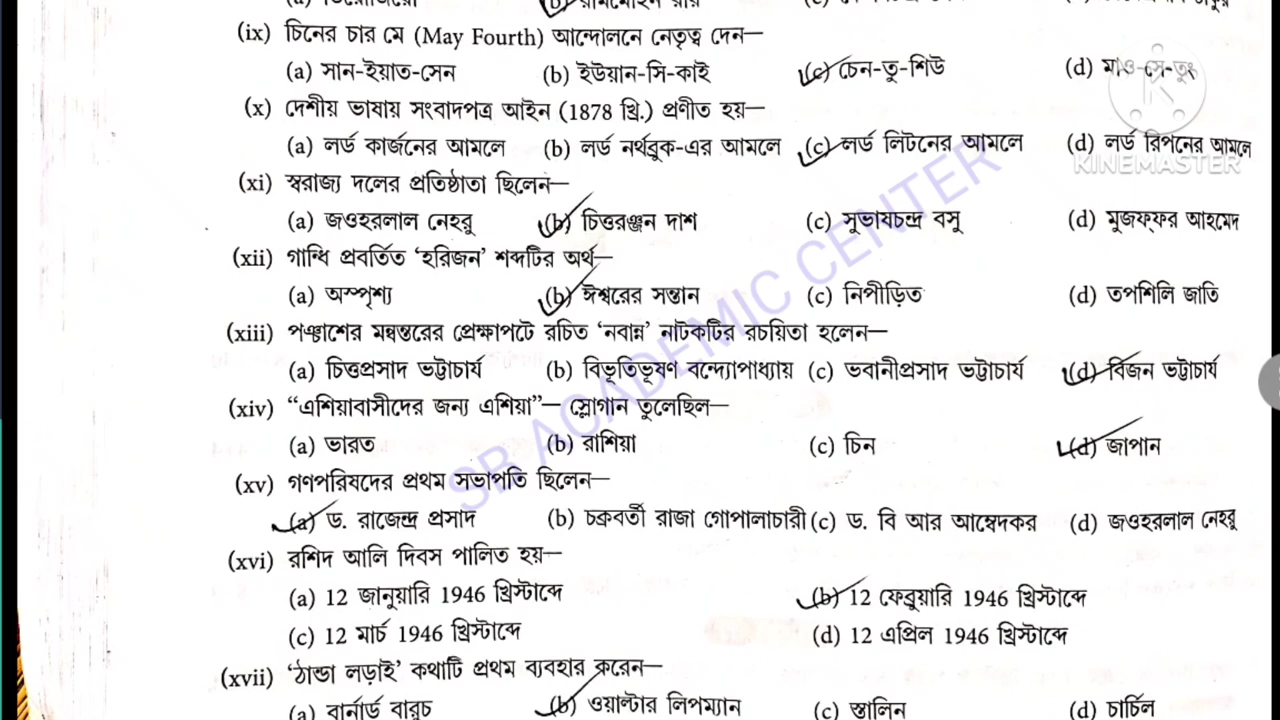 (ix) চিনের চার মে (May Fourth) আন্দোলনে নেতৃত্ব দেন—
(a) সান-ইয়াত-সেন (b) ইউয়ান-সি-কাই (c) চেন-তু-শিউ (d) মাও-সে-তুং
(x) দেশীয় ভাষায় সংবাদপত্র আইন (1878 খ্রি.) প্রণীত হয়—
(a) লর্ড কার্জনের আমলে (b) লর্ড নর্থব্রুক-এর আমলে (c) লর্ড লিটনের আমলে (d) লর্ড রিপনের আমলে
KINEMASTER
(xi) স্বরাজ্য দলের প্রতিষ্ঠাতা ছিলেন—
(a) জওহরলাল নেহরু (b) চিত্তরঞ্জন দাশ (c) সুভাষচন্দ্র বসু (d) মুজফ্‌ফর আহমেদ
(xii) গান্ধি প্রবর্তিত ‘হরিজন’ শব্দটির অর্থ—
(a) অস্পৃশ্য (b) ঈশ্বরের সন্তান (c) নিপীড়িত (d) তপশিলি জাতি
(xiii) পঞ্চাশের মন্বন্তরের প্রেক্ষাপটে রচিত ‘নবান্ন’ নাটকটির রচয়িতা হলেন—
(a) চিত্তপ্রসাদ ভট্টাচার্য (b) বিভূতিভূষণ বন্দ্যোপাধ্যায় (c) ভবানীপ্রসাদ ভট্টাচার্য (d) বিজন ভট্টাচার্য
(xiv) “এশিয়াবাসীদের জন্য এশিয়া”— স্লোগান তুলেছিল—
(a) ভারত (b) রাশিয়া (c) চিন (d) জাপান
(xv) গণপরিষদের প্রথম সভাপতি ছিলেন—
(a) ড. রাজেন্দ্র প্রসাদ (b) চক্রবর্তী রাজা গোপালাচারী (c) ড. বি আর আম্বেদকর (d) জওহরলাল নেহরু
(xvi) রশিদ আলি দিবস পালিত হয়—
(a) 12 জানুয়ারি 1946 খ্রিস্টাব্দে (b) 12 ফেব্রুয়ারি 1946 খ্রিস্টাব্দে
(c) 12 মার্চ 1946 খ্রিস্টাব্দে (d) 12 এপ্রিল 1946 খ্রিস্টাব্দে
(xvii) ‘ঠান্ডা লড়াই’ কথাটি প্রথম ব্যবহার করেন—
(a) বার্নার্ড বারুচ (b) ওয়াল্টার লিপম্যান (c) স্তালিন (d) চার্চিল
SR ACADEMIC CENTER